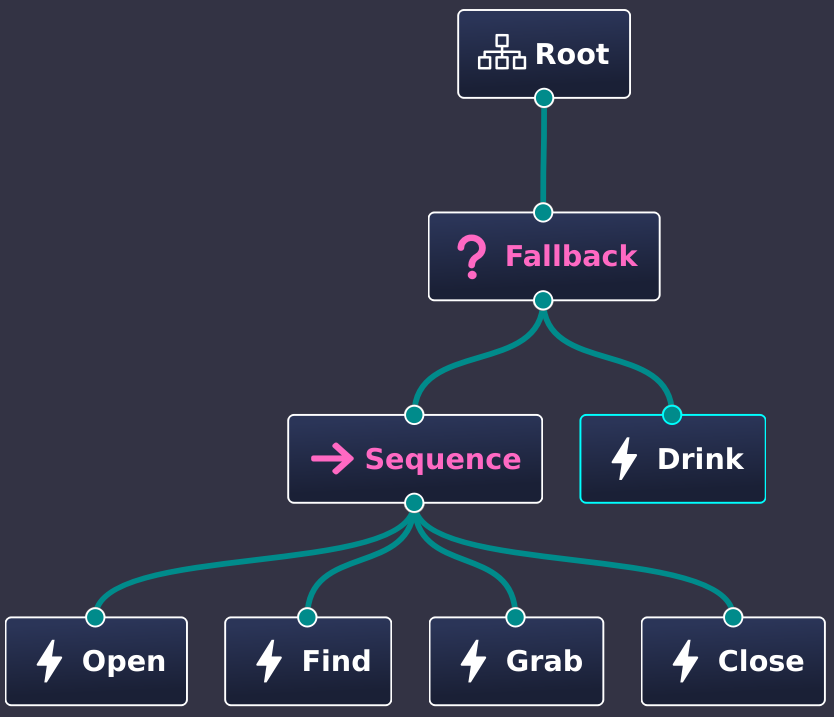 Root
Fallback
Sequence
Drink
Open
Find
Grab
Close